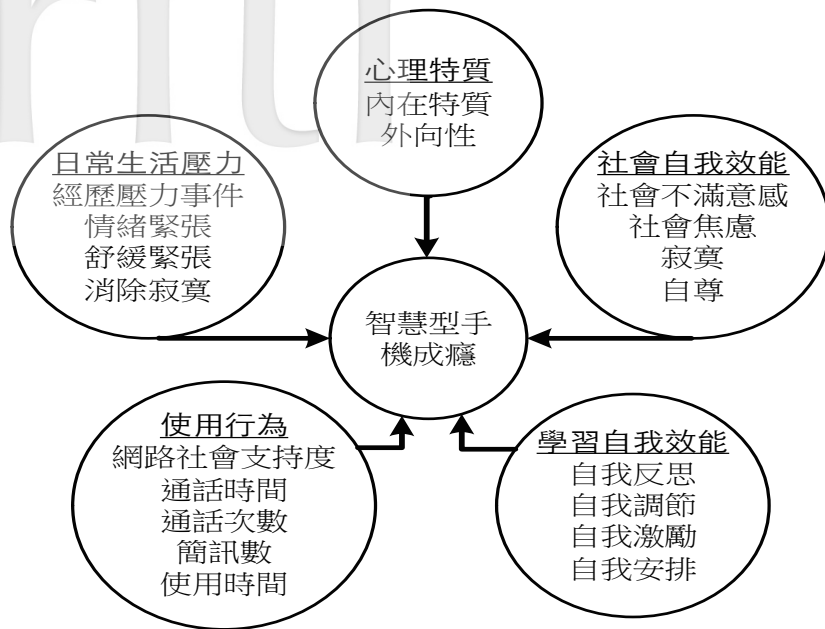 心理特質
內在特質
外向性
日常生活壓力
經歷壓力事件
情緒緊張
舒緩緊張
消除寂寞
社會自我效能
社會不滿意感
社會焦慮
寂寞
自尊
智慧型手
機成癮
使用行為
網路社會支持度
通話時間
通話次數
簡訊數
使用時間
學習自我效能
自我反思
自我調節
自我激勵
自我安排